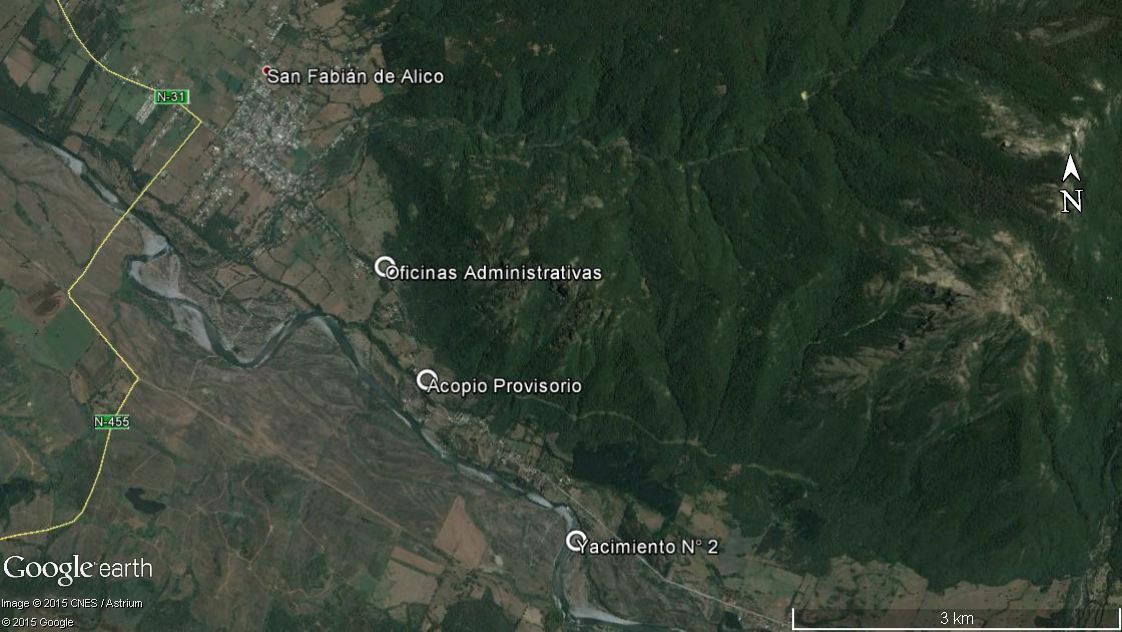 San Fabián de Alico
N-31
N
Oficinas Administrativas
Acopio Provisorio
N-455
Yacimiento N° 2
Google earth
Image © 2015 CNES / Astrium
© 2015 Google
3 km